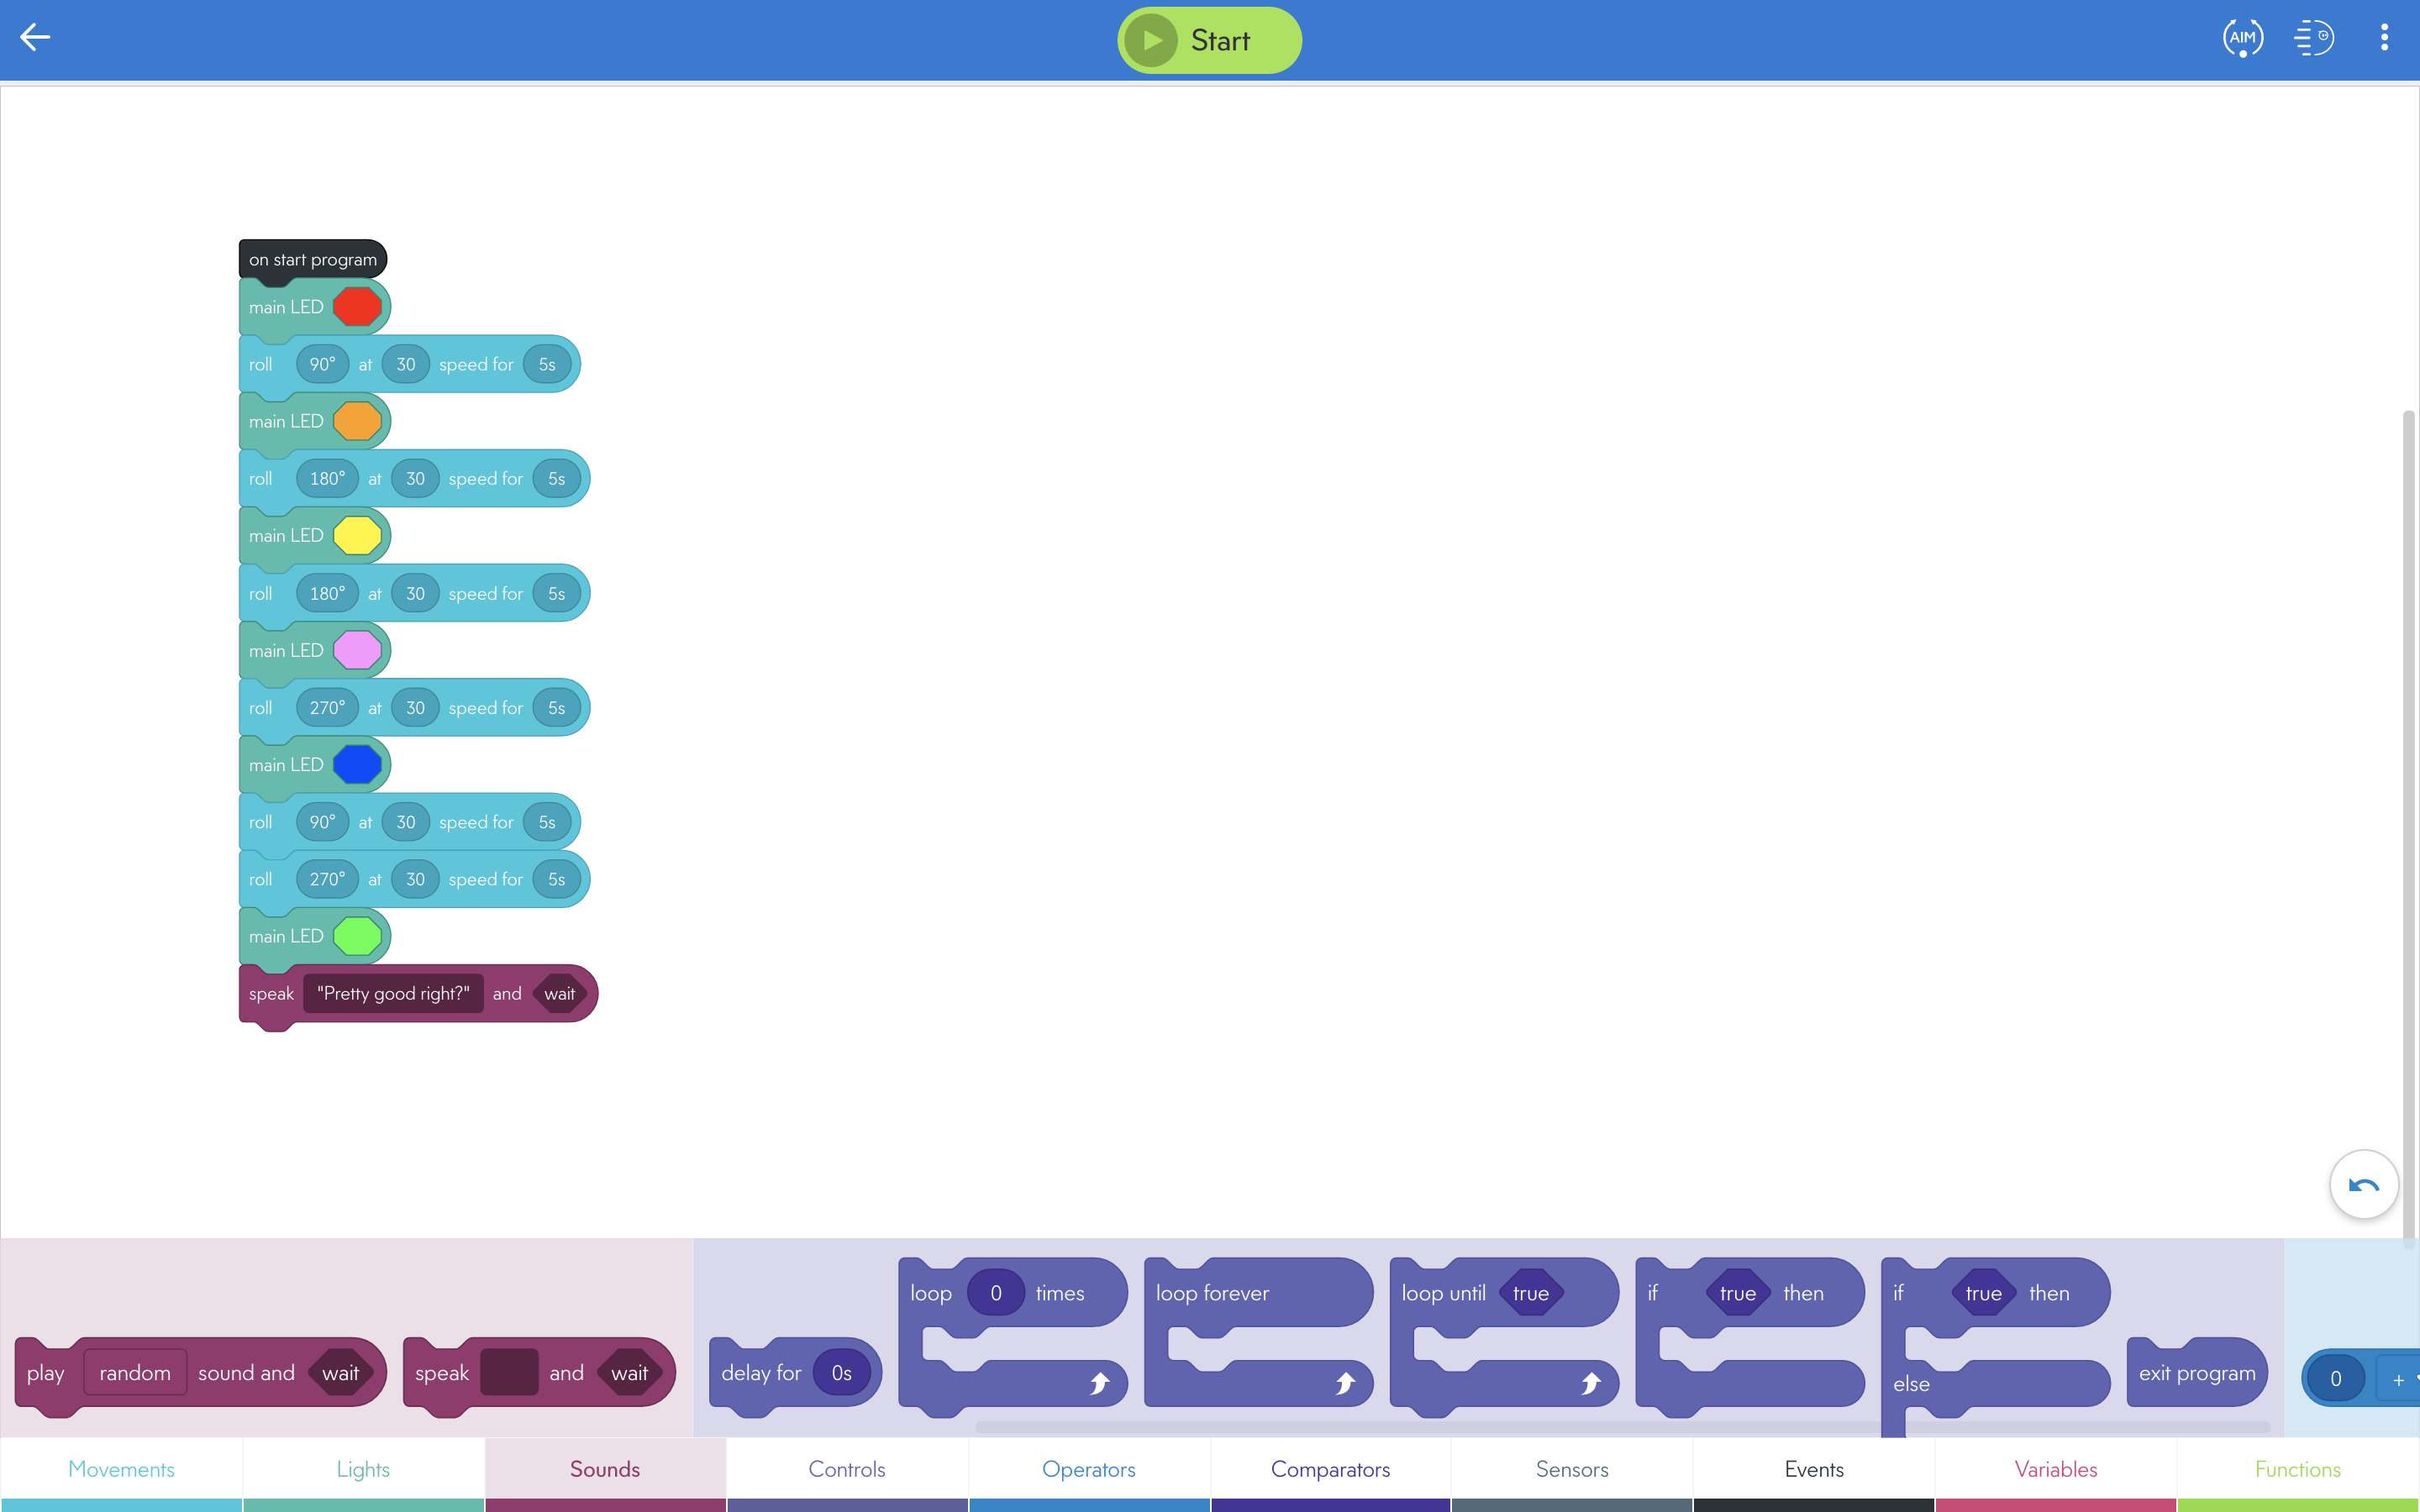 Start
AIM
on start program
main LED
roll 90° at 30 speed for 5s
main LED
roll 180° at 30 speed for 5s
main LED
roll 180° at 30 speed for 5s
main LED
roll 270° at 30 speed for 5s
main LED
roll 90° at 30 speed for 5s
roll 270° at 30 speed for 5s
main LED
speak "Pretty good right?" and wait
play random sound and wait
speak and wait
delay for 0s
loop 0 times
loop forever
loop until true
if true then
if true then
else
exit program
0 +
Movements Lights Sounds Controls Operators Comparators Sensors Events Variables Functions